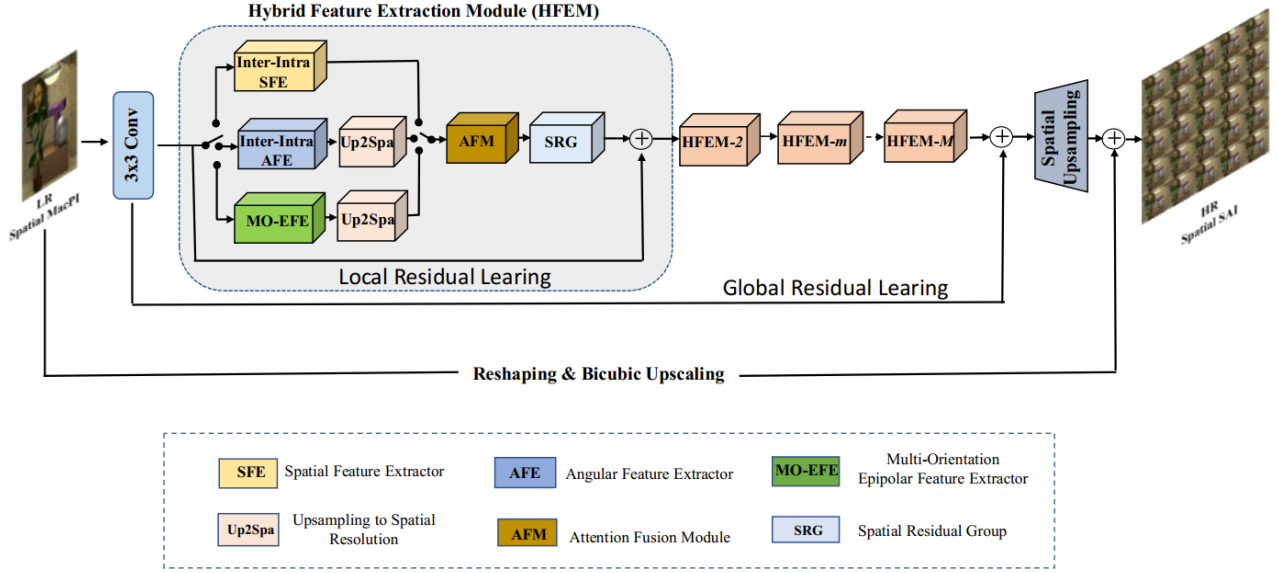 Hybrid Feature Extraction Module (HFEM)
LR
Spatial MacPI
3x3 Conv
Inter-Intra
SFE
Inter-Intra
AFE
Up2Spa
MO-EFE
Up2Spa
AFM
SRG
Local Residual Learing
HFEM-2
HFEM-m
HFEM-M
Spatial
Upsampling
HR
Spatial SAI
Global Residual Learing
Reshaping & Bicubic Upscaling
SFE
Spatial Feature Extractor
AFE
Angular Feature Extractor
MO-EFE
Multi-Orientation
Epipolar Feature Extractor
Up2Spa
Upsampling to Spatial
Resolution
AFM
Attention Fusion Module
SRG
Spatial Residual Group